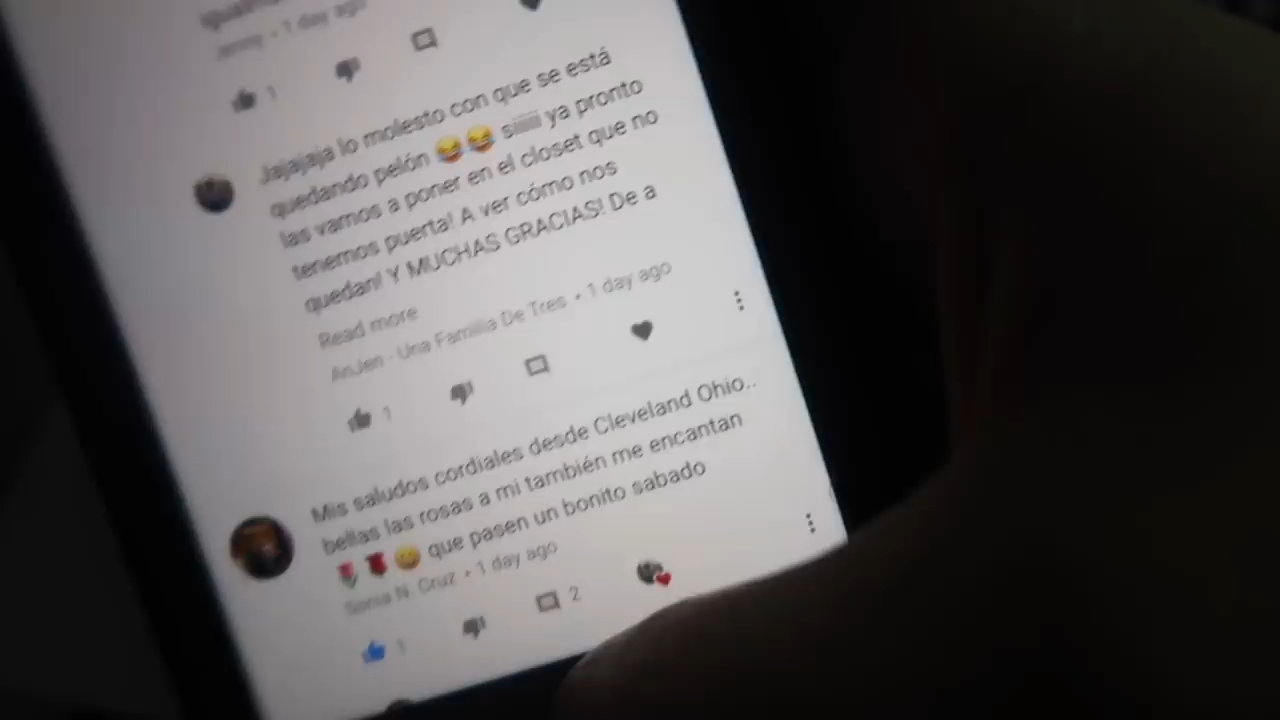 Jenny • 1 day ago
1
Jajajaja lo molesto con que se está
quedando pelón 😂😂 siiiii ya pronto
las vamos a poner en el closet que no
tenemos puerta! A ver cómo nos
quedan! Y MUCHAS GRACIAS! De a
Read more
AnJen - Una Familia De Tres • 1 day ago
1
Mis saludos cordiales desde Cleveland Ohio..
bellas las rosas a mi también me encantan
🌷🌹😀 que pasen un bonito sabado
Sonia N. Cruz • 1 day ago
1 2